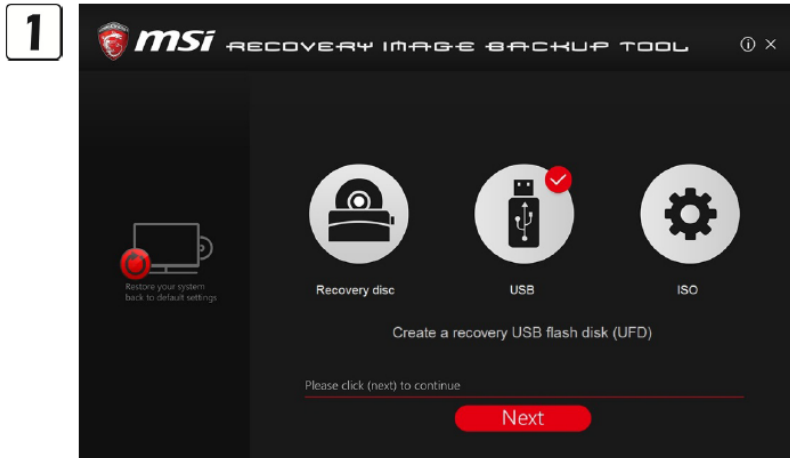 1
msi RECOVERY IMAGE BACKUP TOOL
Restore your system
back to default settings
Recovery disc USB ISO
Create a recovery USB flash disk (UFD)
Please click (next) to continue
Next